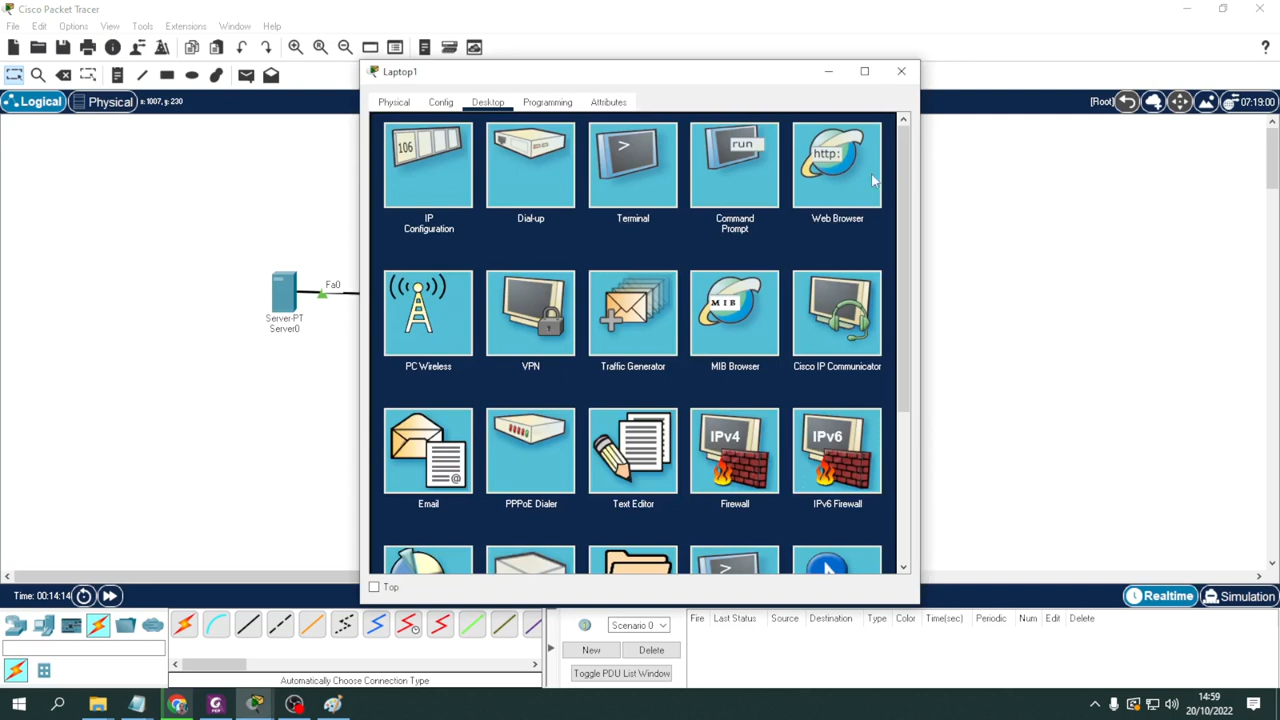 Cisco Packet Tracer
File Edit Options View Tools Extensions Window Help
?
Logical Physical x: 1007, y: 230
[Root] 07:19:00
Laptop1
Physical Config Desktop Programming Attributes
106
>
run
http:
IP Configuration
Dial-up
Terminal
Command Prompt
Web Browser
MIB
PC Wireless
VPN
Traffic Generator
MIB Browser
Cisco IP Communicator
@
IPv4
IPv6
Email
PPPoE Dialer
Text Editor
Firewall
IPv6 Firewall
>
Top
Fa0
Server-PT
Server0
Time: 00:14:14
Realtime Simulation
Scenario 0
New Delete
Toggle PDU List Window
Fire Last Status Source Destination Type Color Time(sec) Periodic Num Edit Delete
Automatically Choose Connection Type
14:59
20/10/2022